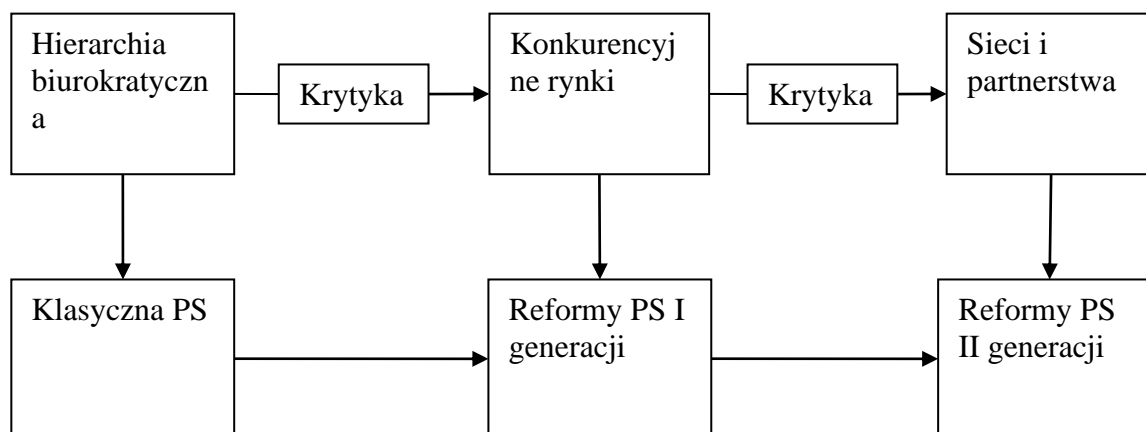 Hierarchia
biurokratyczn
a
Krytyka
Konkurencyj
ne rynki
Krytyka
Sieci i
partnerstwa
Klasyczna PS
Reformy PS I
generacji
Reformy PS
II generacji